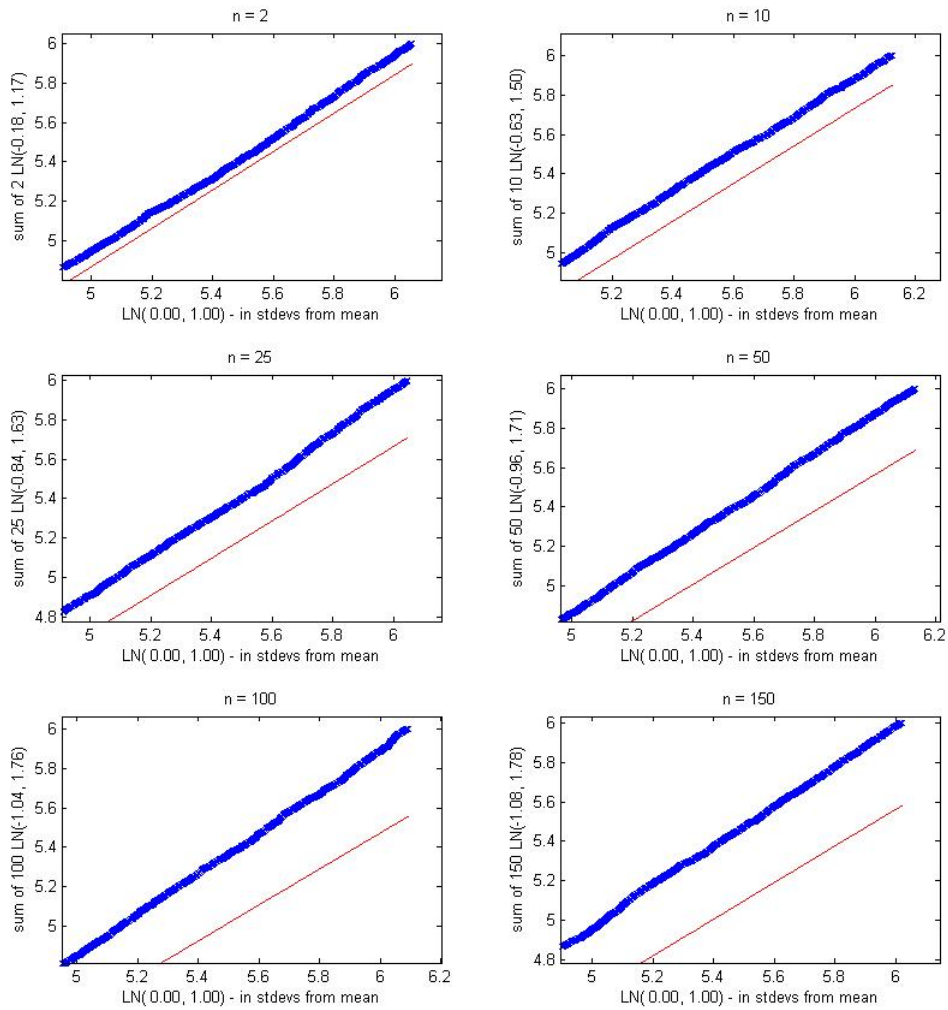 n = 2
6
5.8
5.6
5.4
5.2
5
sum of 2 LN(-0.18, 1.17)
5 5.2 5.4 5.6 5.8 6
LN( 0.00, 1.00) - in stdevs from mean
n = 10
6
5.8
5.6
5.4
5.2
5
sum of 10 LN(-0.63, 1.50)
5.2 5.4 5.6 5.8 6 6.2
LN( 0.00, 1.00) - in stdevs from mean
n = 25
6
5.8
5.6
5.4
5.2
5
4.8
sum of 25 LN(-0.84, 1.63)
5 5.2 5.4 5.6 5.8 6
LN( 0.00, 1.00) - in stdevs from mean
n = 50
6
5.8
5.6
5.4
5.2
5
sum of 50 LN(-0.96, 1.71)
5 5.2 5.4 5.6 5.8 6 6.2
LN( 0.00, 1.00) - in stdevs from mean
n = 100
6
5.8
5.6
5.4
5.2
5
sum of 100 LN(-1.04, 1.76)
5 5.2 5.4 5.6 5.8 6 6.2
LN( 0.00, 1.00) - in stdevs from mean
n = 150
6
5.8
5.6
5.4
5.2
5
4.8
sum of 150 LN(-1.08, 1.78)
5 5.2 5.4 5.6 5.8 6
LN( 0.00, 1.00) - in stdevs from mean